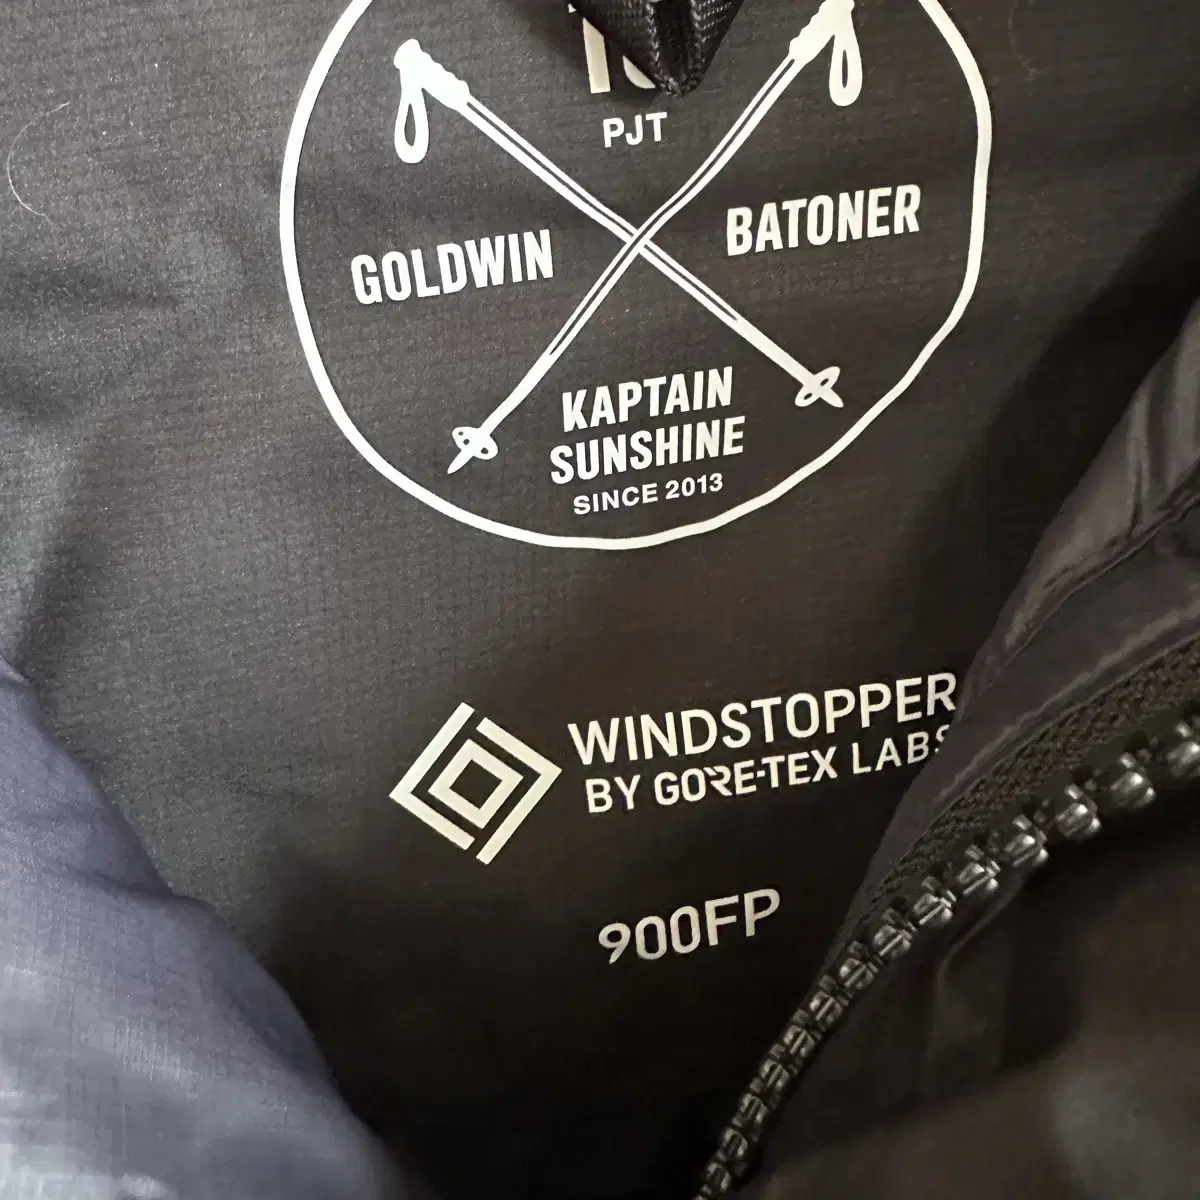 PJT
GOLDWIN
BATONER
KAPTAIN
SUNSHINE
SINCE 2013
WINDSTOPPER
BY GORE-TEX LABS
900FP